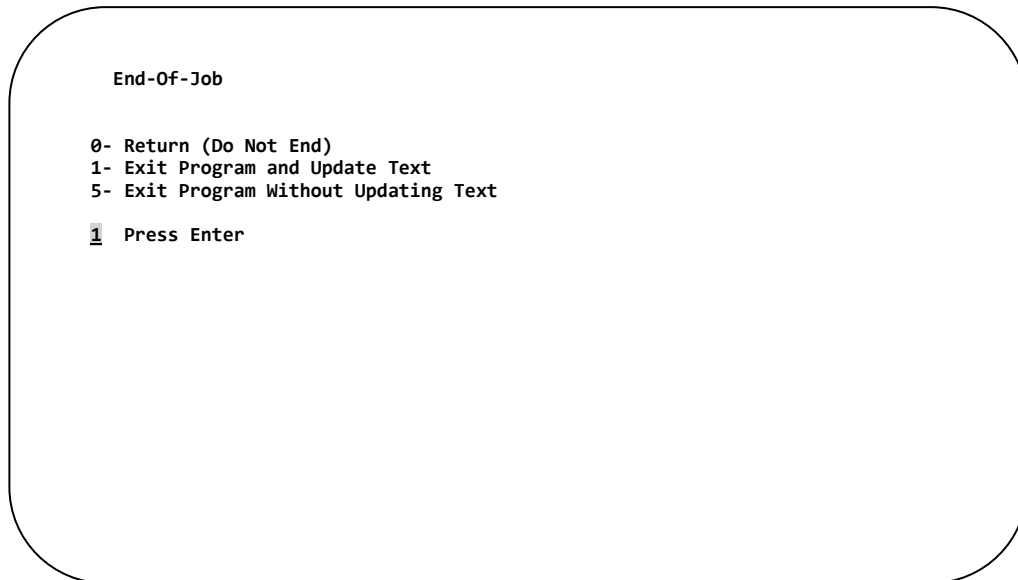 End-Of-Job
0- Return (Do Not End)
1- Exit Program and Update Text
5- Exit Program Without Updating Text
1 Press Enter